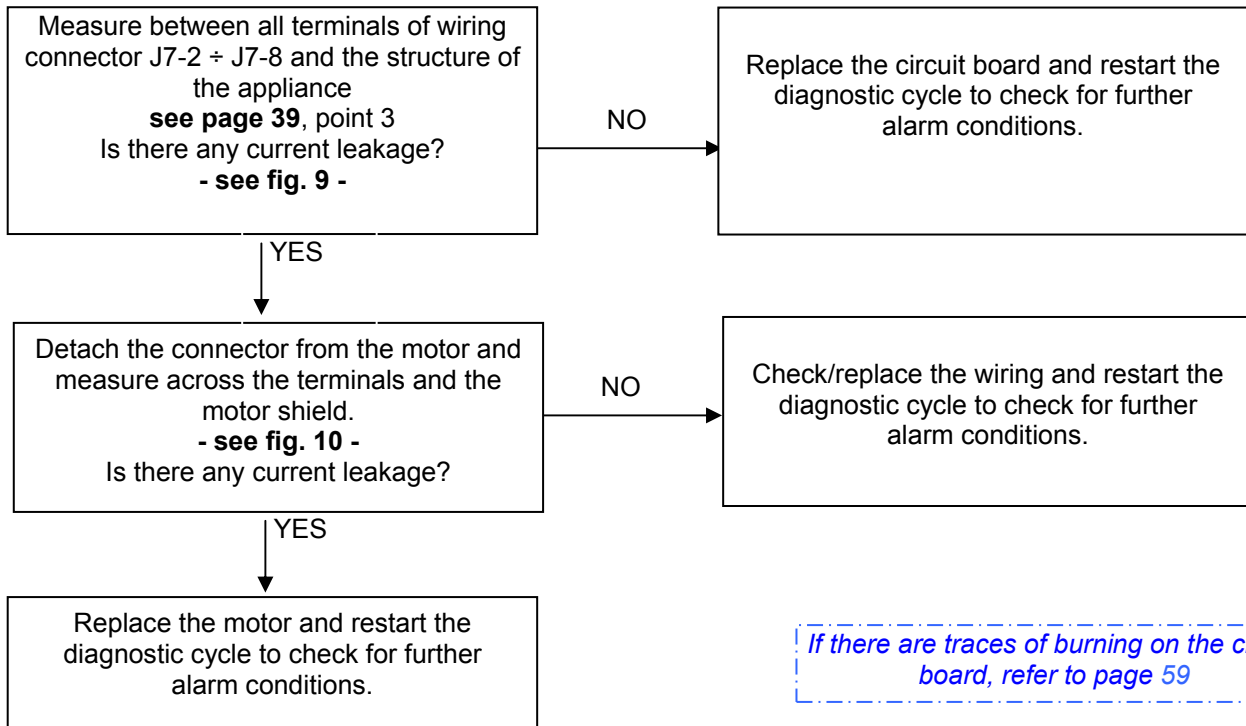 Measure between all terminals of wiring
connector J7-2 ÷ J7-8 and the structure of
the appliance
see page 39, point 3
Is there any current leakage?
- see fig. 9 -
NO
Replace the circuit board and restart the
diagnostic cycle to check for further
alarm conditions.
YES
Detach the connector from the motor and
measure across the terminals and the
motor shield.
- see fig. 10 -
Is there any current leakage?
NO
Check/replace the wiring and restart the
diagnostic cycle to check for further
alarm conditions.
YES
Replace the motor and restart the
diagnostic cycle to check for further
alarm conditions.
If there are traces of burning on the
board, refer to page 59